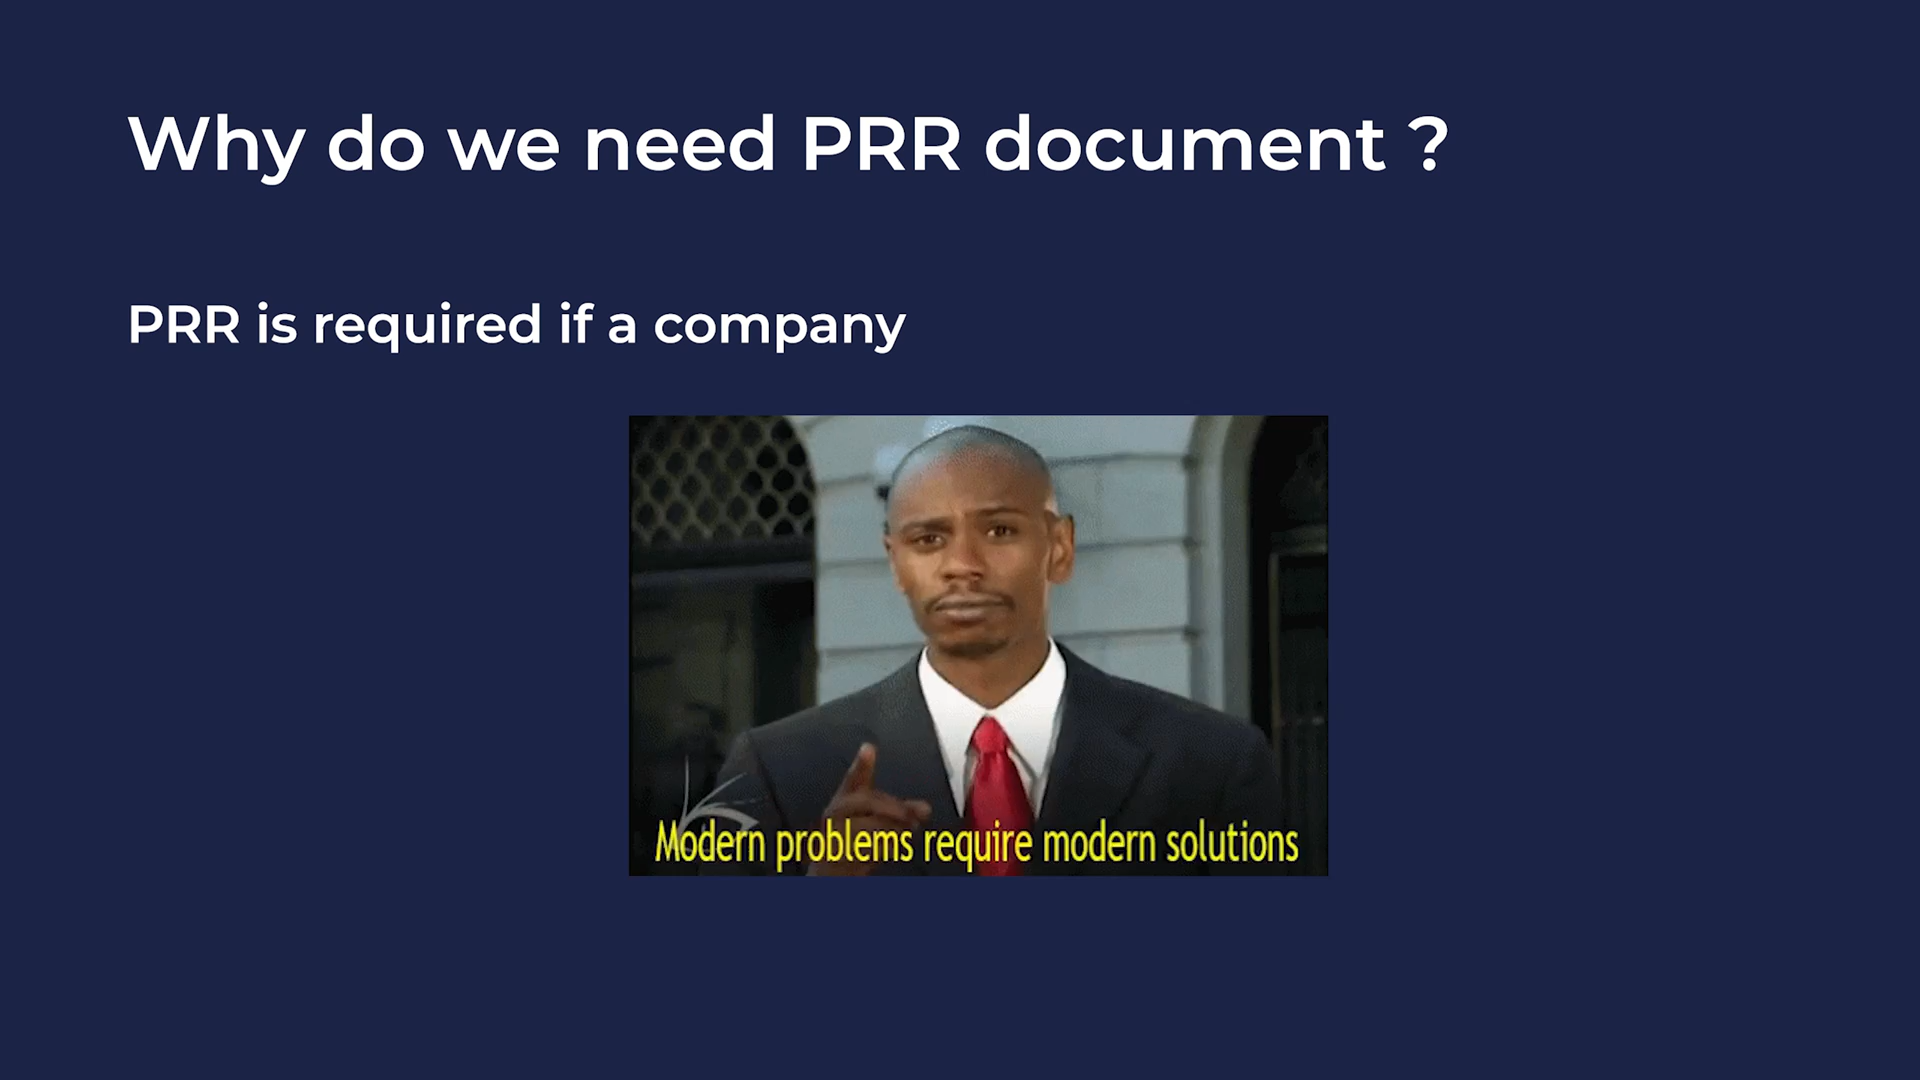 Why do we need PRR document ?
PRR is required if a company
Modern problems require modern solutions